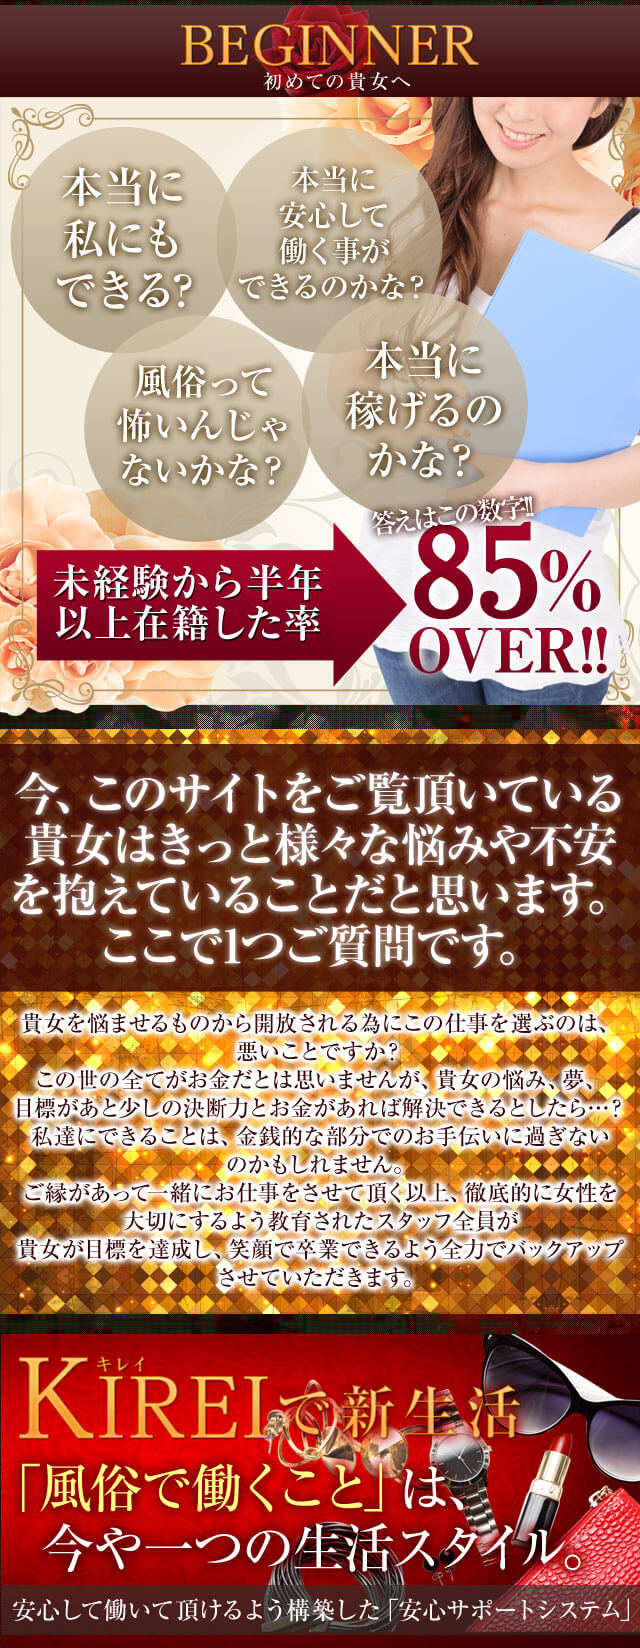 BEGINNER
初めての貴女へ
本当に
私にも
できる?
本当に
安心して
働く事が
できるのかな?
風俗って
怖いんじゃ
ないかな?
本当に
稼げるの
かな?
答えはこの数字!!
未経験から半年
以上在籍した率
85%
OVER!!
今、このサイトをご覧頂いている
貴女はきっと様々な悩みや不安
を抱えていることだと思います。
ここで1つご質問です。
貴女を悩ませるものから開放される為にこの仕事を選ぶのは、
悪いことですか?
この世の全てがお金だとは思いませんが、貴女の悩み、夢、
目標があと少しの決断力とお金があれば解決できるとしたら…?
私達にできることは、金銭的な部分でのお手伝いに過ぎない
のかもしれません。
ご縁があって一緒にお仕事をさせて頂く以上、徹底的に女性を
大切にするよう教育されたスタッフ全員が
貴女が目標を達成し、笑顔で卒業できるよう全力でバックアップ
させていただきます。
キレイ
KIREIで新生活
「風俗で働くこと」は、
今や一つの生活スタイル。
安心して働いて頂けるよう構築した「安心サポートシステム」